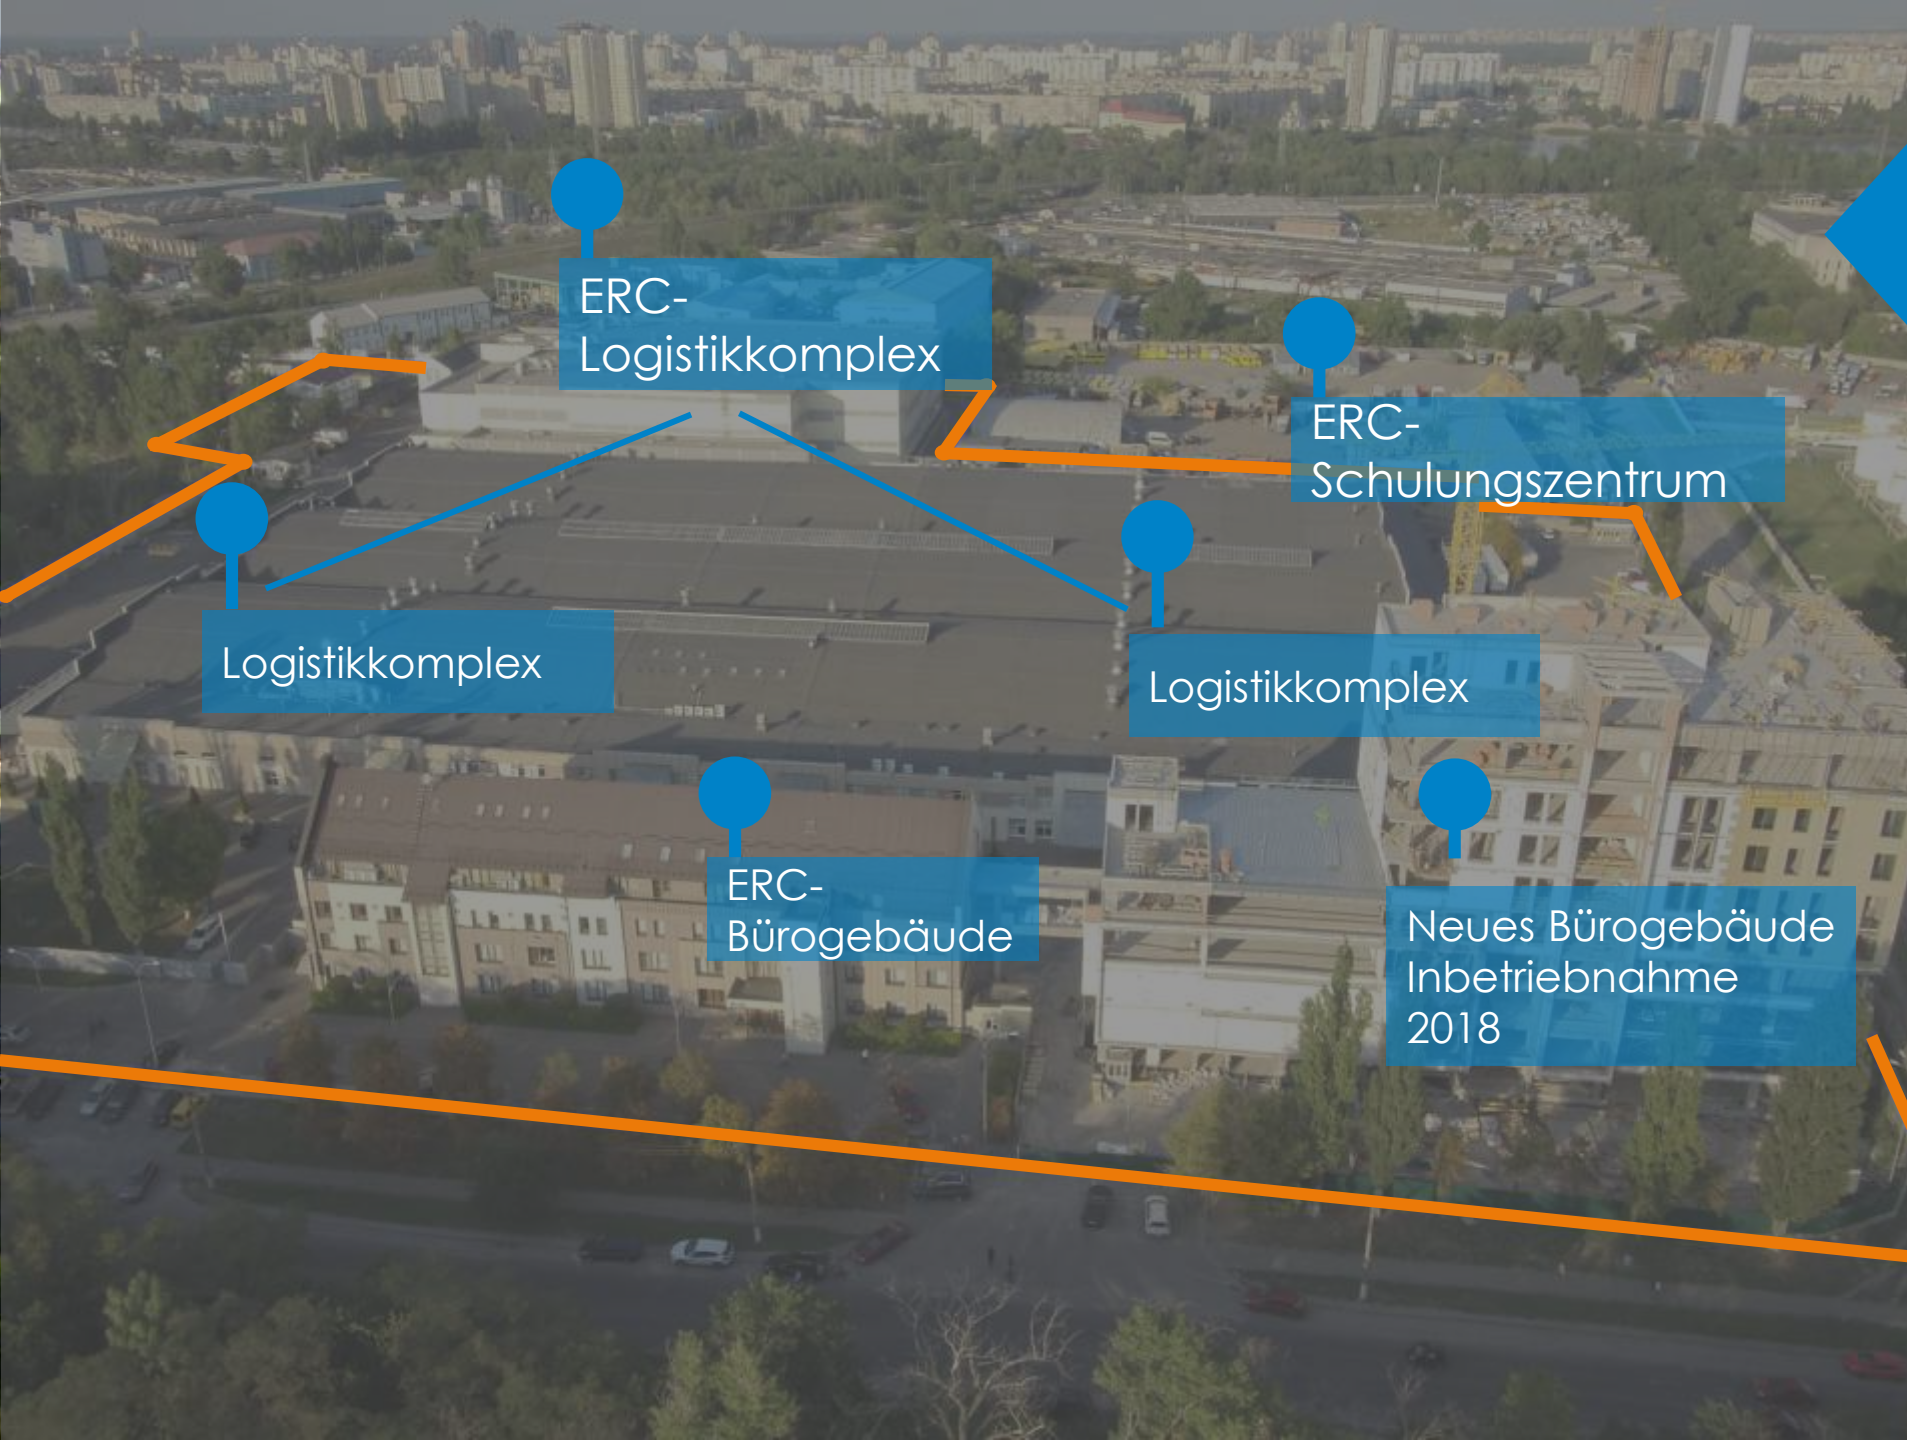 ERC-
Logistikkomplex
ERC-
Schulungszentrum
Logistikkomplex
Logistikkomplex
ERC-
Bürogebäude
Neues Bürogebäude
Inbetriebnahme
2018